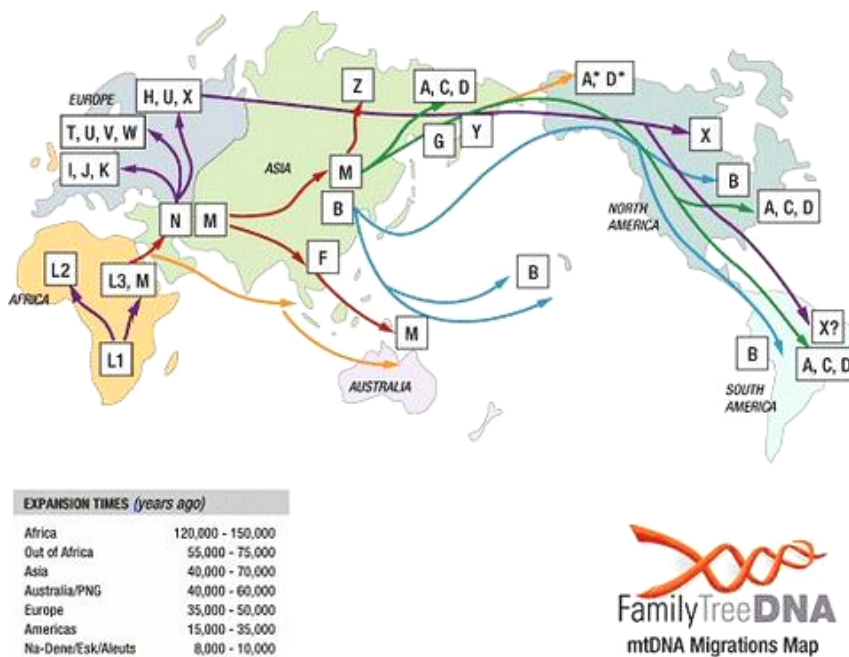 EUROPE
H, U, X
T, U, V, W
I, J, K
Z
A, C, D
A,* D*
G
Y
X
ASIA
M
B
B
NORTH
AMERICA
A, C, D
N
M
F
L2
L3, M
AFRICA
L1
B
M
AUSTRALIA
X?
B
A, C, D
SOUTH
AMERICA
EXPANSION TIMES (years ago)
Africa 120,000 - 150,000
Out of Africa 55,000 - 75,000
Asia 40,000 - 70,000
Australia/PNG 40,000 - 60,000
Europe 35,000 - 50,000
Americas 15,000 - 35,000
Na-Dene/Esk/Aleuts 8,000 - 10,000
FamilyTreeDNA
mtDNA Migrations Map